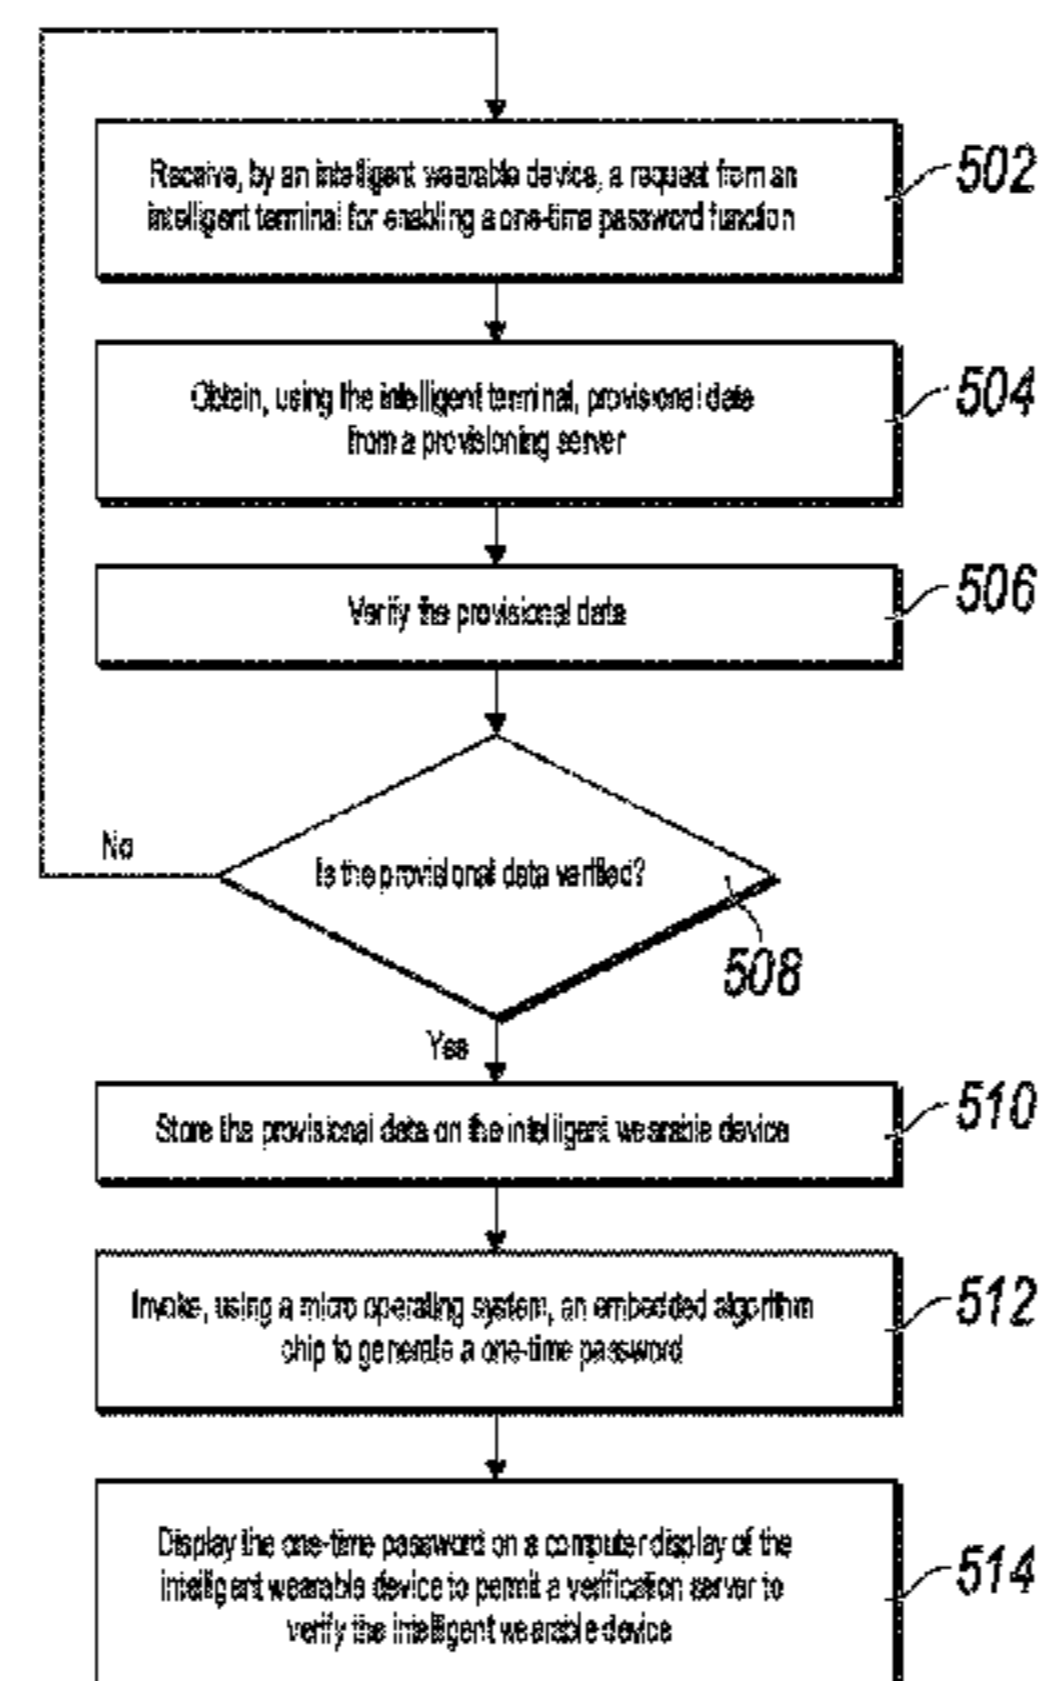 Receive, by an intelligent wearable device, a request from an
intelligent terminal for enabling a one-time password function
502
Obtain, using the intelligent terminal, provisional data
from a provisioning server
504
Verify the provisional data
506
Is the provisional data verified?
No
508
Yes
Store the provisional data on the intelligent wearable device
510
Invoke, using a micro operating system, an embedded algorithm
chip to generate a one-time password
512
Display the one-time password on a computer display of the
intelligent wearable device to permit a verification server to
verify the intelligent wearable device
514